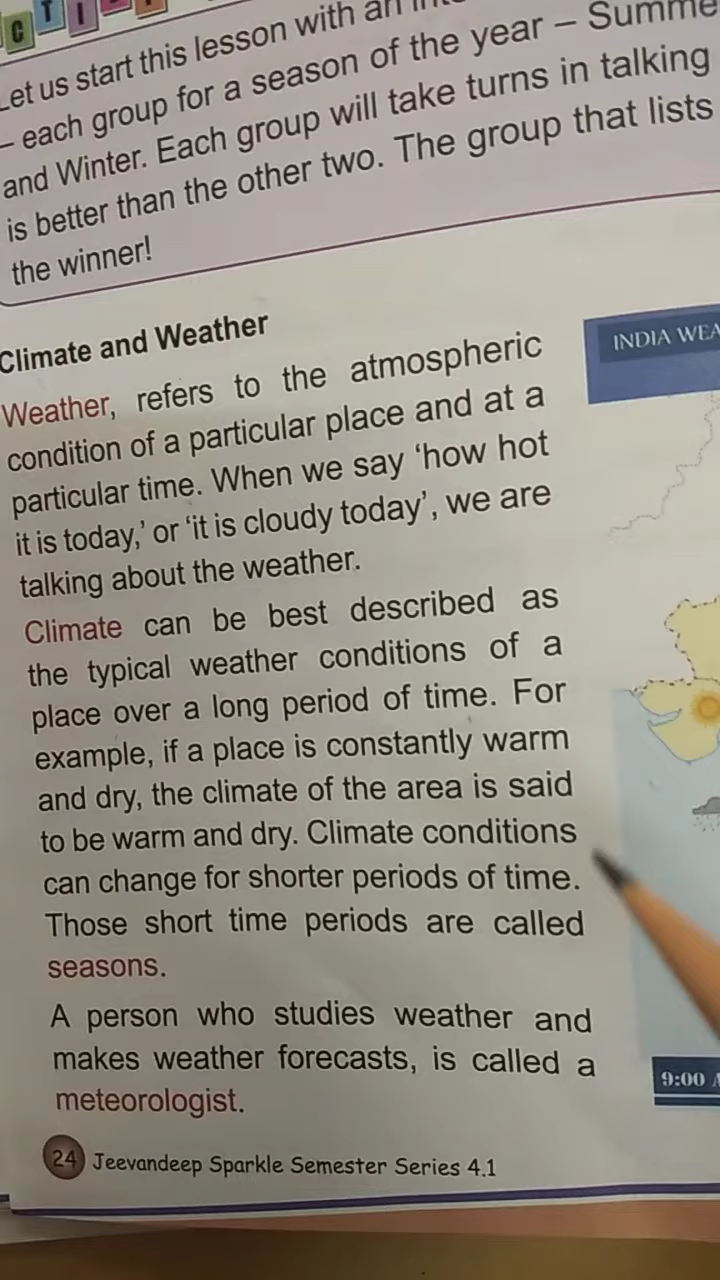 C T I
Let us start this lesson with an
– each group for a season of the year – Summe
and Winter. Each group will take turns in talking
is better than the other two. The group that lists
the winner!
Climate and Weather
Weather, refers to the atmospheric
condition of a particular place and at a
particular time. When we say ‘how hot
it is today,’ or ‘it is cloudy today’, we are
talking about the weather.
Climate can be best described as
the typical weather conditions of a
place over a long period of time. For
example, if a place is constantly warm
and dry, the climate of the area is said
to be warm and dry. Climate conditions
can change for shorter periods of time.
Those short time periods are called
seasons.
A person who studies weather and
makes weather forecasts, is called a
meteorologist.
INDIA WEA
9:00 A
24 Jeevandeep Sparkle Semester Series 4.1